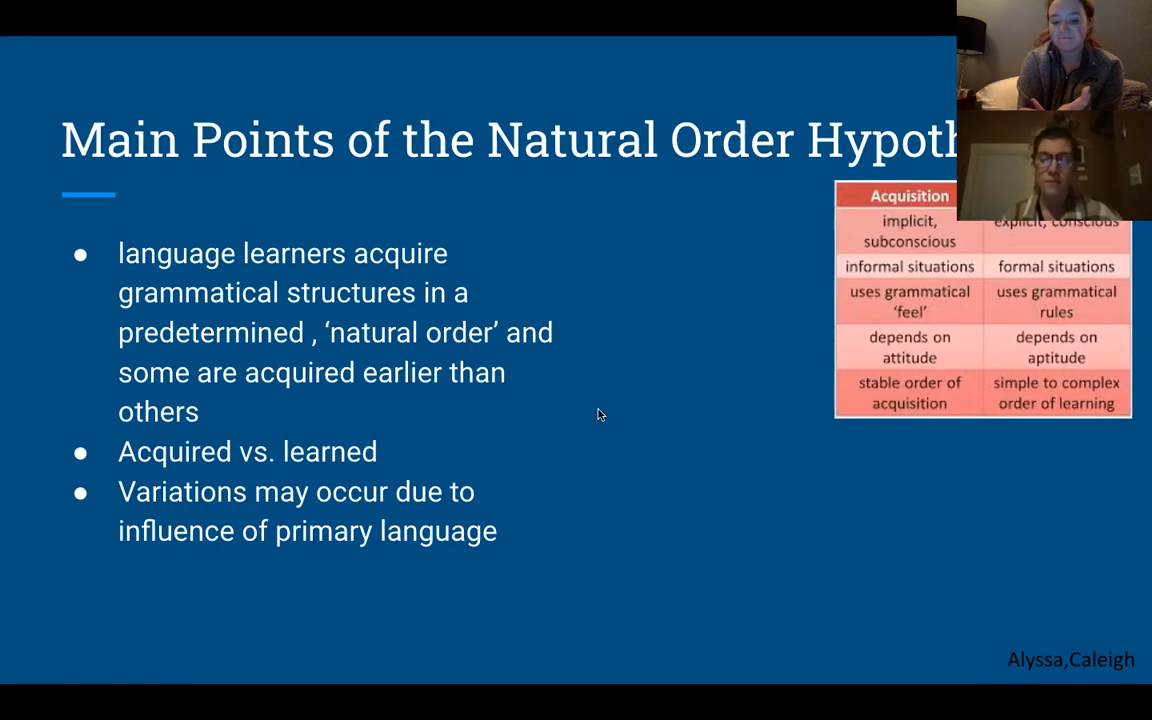 Main Points of the Natural Order
● language learners acquire
grammatical structures in a
predetermined , ‘natural order’ and
some are acquired earlier than
others
● Acquired vs. learned
● Variations may occur due to
influence of primary language
Acquisition
implicit, explicit, conscious
subconscious
informal situations formal situations
uses grammatical uses grammatical
‘feel’ rules
depends on depends on
attitude aptitude
stable order of simple to complex
acquisition order of learning
Alyssa,Caleigh